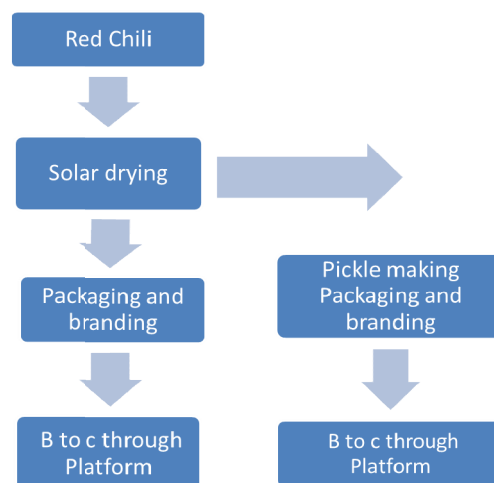 Red Chili
Solar drying
Packaging and
branding
B to c through
Platform
Pickle making
Packaging and
branding
B to c through
Platform